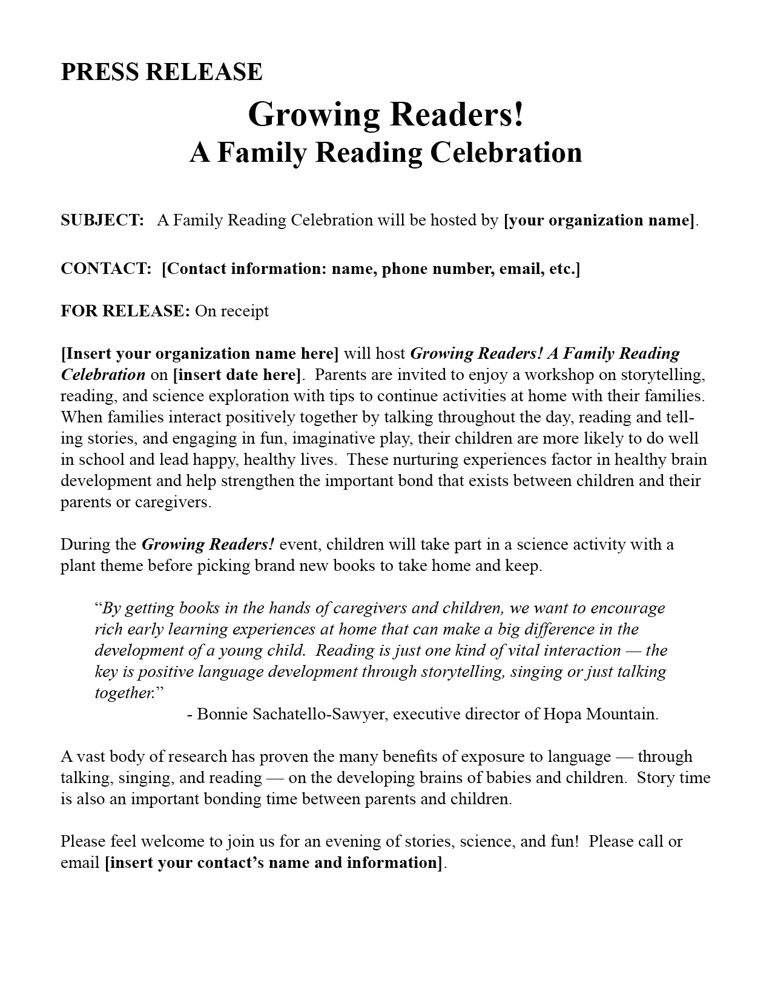 PRESS RELEASE
Growing Readers!
A Family Reading Celebration
SUBJECT:   A Family Reading Celebration will be hosted by [your organization name].
CONTACT:  [Contact information: name, phone number, email, etc.]
FOR RELEASE: On receipt
[Insert your organization name here] will host Growing Readers! A Family Reading
Celebration on [insert date here].  Parents are invited to enjoy a workshop on storytelling,
reading, and science exploration with tips to continue activities at home with their families.
When families interact positively together by talking throughout the day, reading and tell-
ing stories, and engaging in fun, imaginative play, their children are more likely to do well
in school and lead happy, healthy lives.  These nurturing experiences factor in healthy brain
development and help strengthen the important bond that exists between children and their
parents or caregivers.
During the Growing Readers! event, children will take part in a science activity with a
plant theme before picking brand new books to take home and keep.
“By getting books in the hands of caregivers and children, we want to encourage
rich early learning experiences at home that can make a big difference in the
development of a young child.  Reading is just one kind of vital interaction — the
key is positive language development through storytelling, singing or just talking
together.”
- Bonnie Sachatello-Sawyer, executive director of Hopa Mountain.
A vast body of research has proven the many benefits of exposure to language — through
talking, singing, and reading — on the developing brains of babies and children.  Story time
is also an important bonding time between parents and children.
Please feel welcome to join us for an evening of stories, science, and fun!  Please call or
email [insert your contact’s name and information].